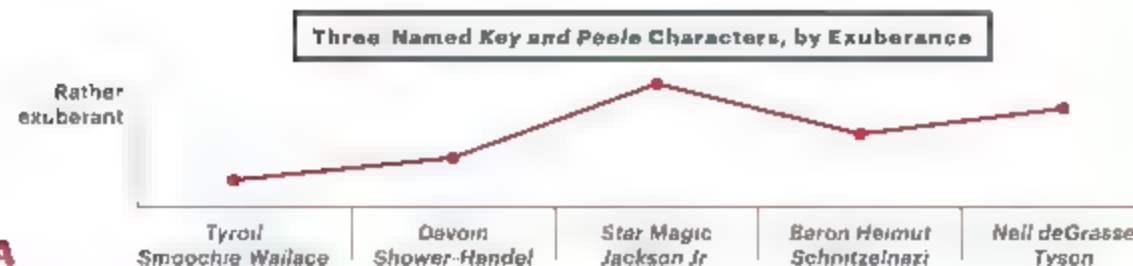 Three Named Key and Peele Characters, by Exuberance
Rather
exuberant
Tyroil
Smoochie Wallace
Davoin
Shower-Handel
Star Magic
Jackson Jr
Baron Helmut
Schnitzelnazi
Neil deGrasse
Tyson
A